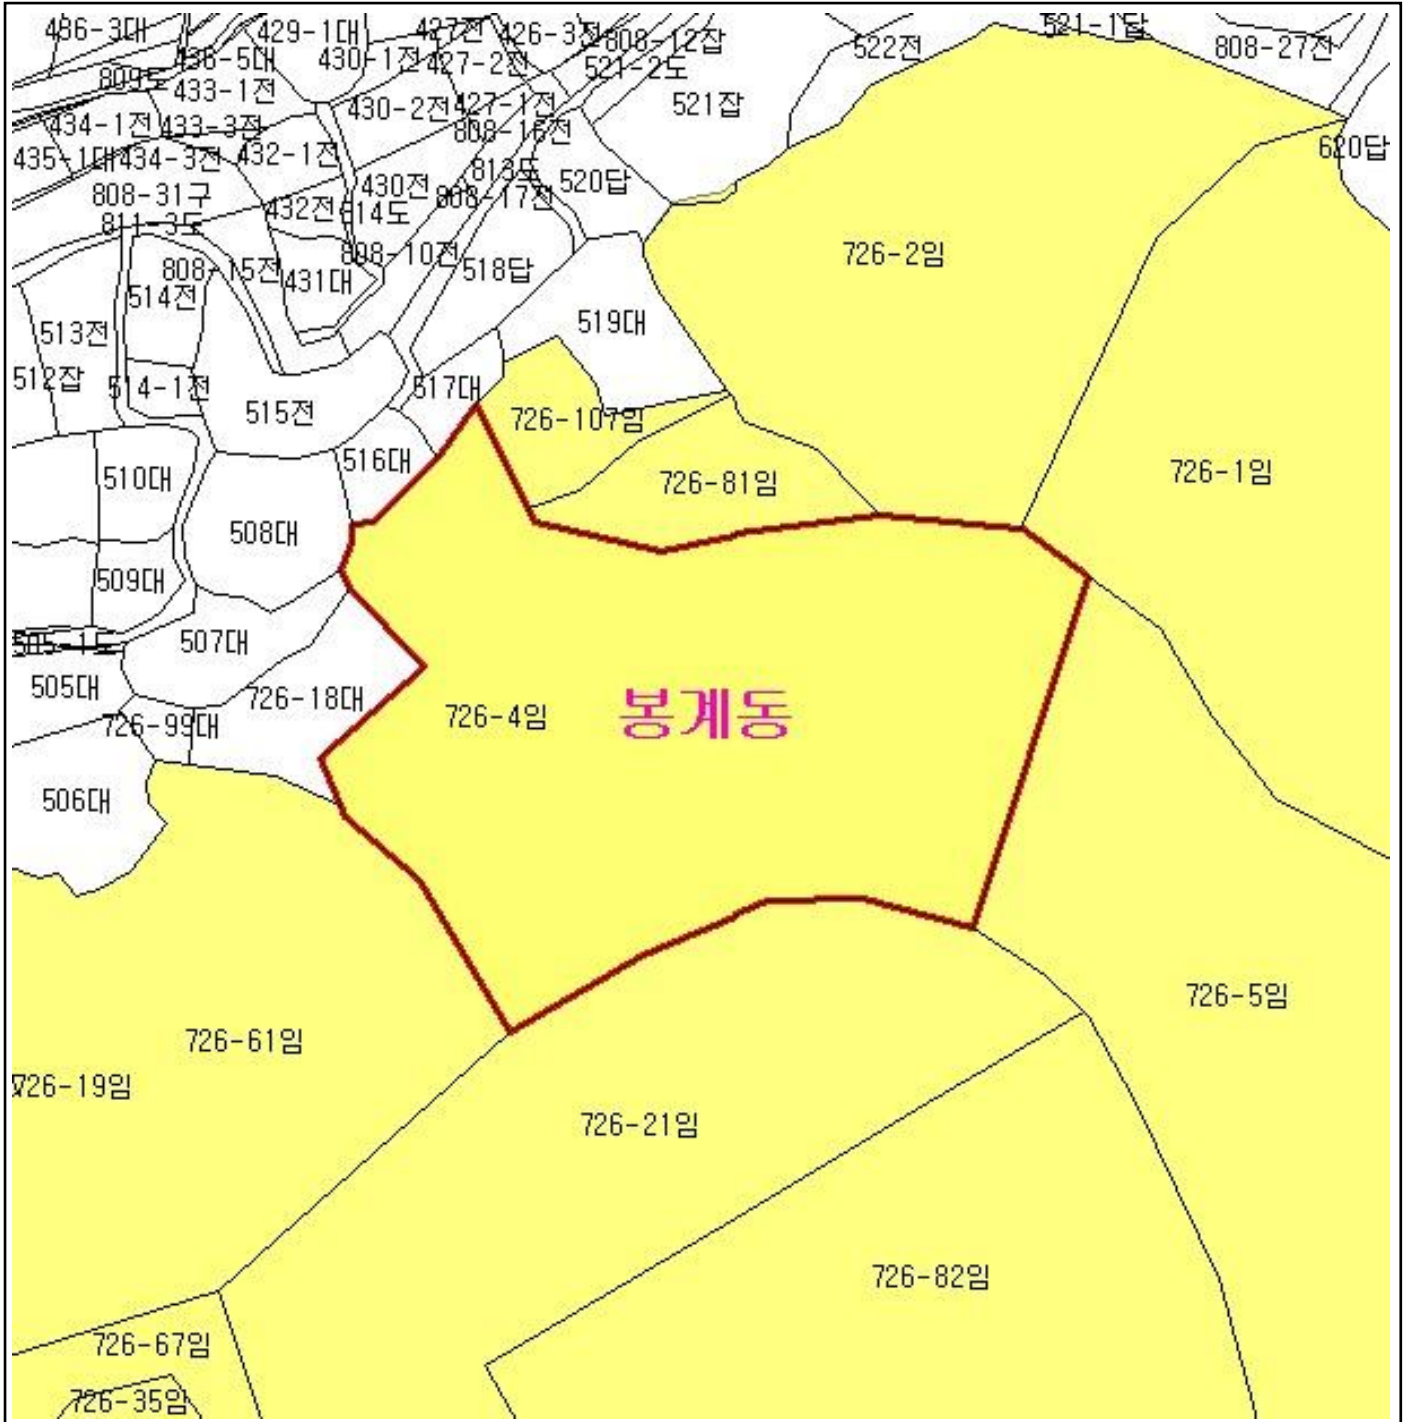 436-3대
429-1대
427전
426-3전
808-12잡
522전
521-1답
808-27전
436-5대
430-1전
427-2전
521-2도
809도
433-1전
430-2전
427-1전
521잡
434-1전
433-3전
808-16전
435-1대
434-3전
432-1전
813도
520답
620답
808-31구
430전
808-17전
811-3도
432전
814도
808-15전
431대
808-10전
518답
726-2임
514전
513전
519대
512잡
514-1전
515전
517대
726-107임
510대
516대
726-81임
726-1임
508대
509대
507대
505-1도
505대
726-18대
726-99대
726-4임
봉계동
506대
726-5임
726-61임
726-19임
726-21임
726-82임
726-67임
726-35임